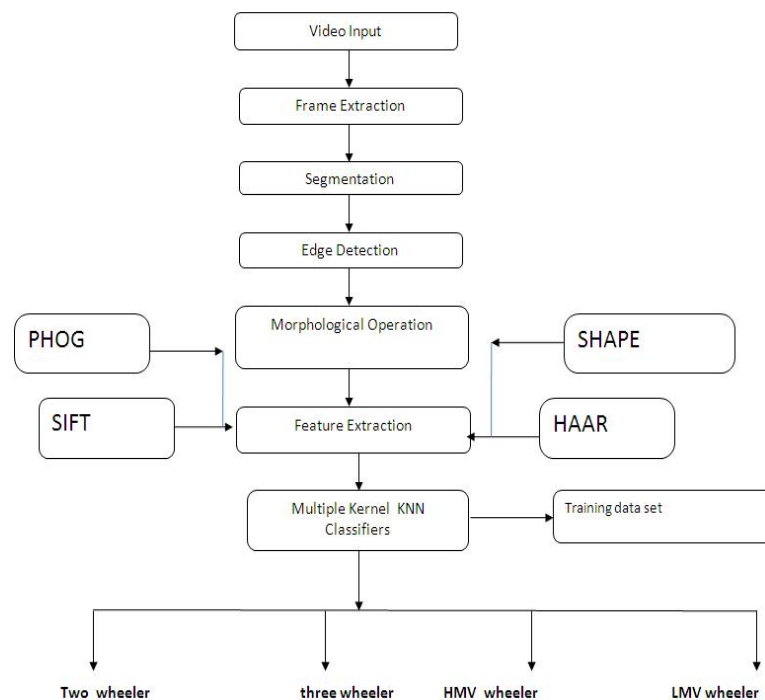 Video Input
Frame Extraction
Segmentation
Edge Detection
Morphological Operation
PHOG
SHAPE
SIFT
Feature Extraction
HAAR
Multiple Kernel KNN
Classifiers
Training data set
Two wheeler
three wheeler
HMV wheeler
LMV wheeler